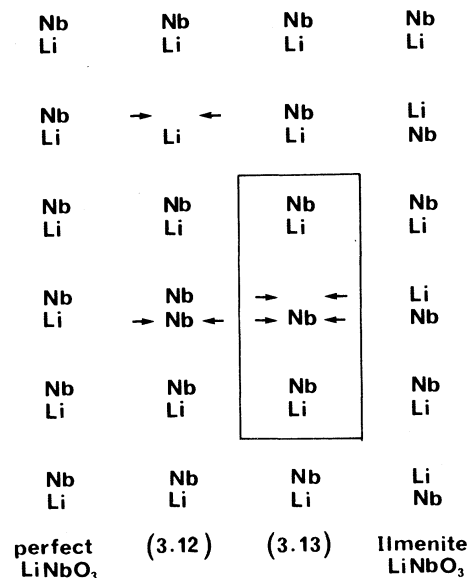 Nb Nb Nb Nb
Li Li Li Li
Nb → ← Nb Li
Li Li Li Nb
Nb Nb Nb Nb
Li Li Li Li
Nb Nb → ← Li
Li → Nb ← → Nb ← Nb
Nb Nb Nb Nb
Li Li Li Li
Nb Nb Nb Li
Li Li Li Nb
perfect (3.12) (3.13) Ilmenite
LiNbO₃ LiNbO₃